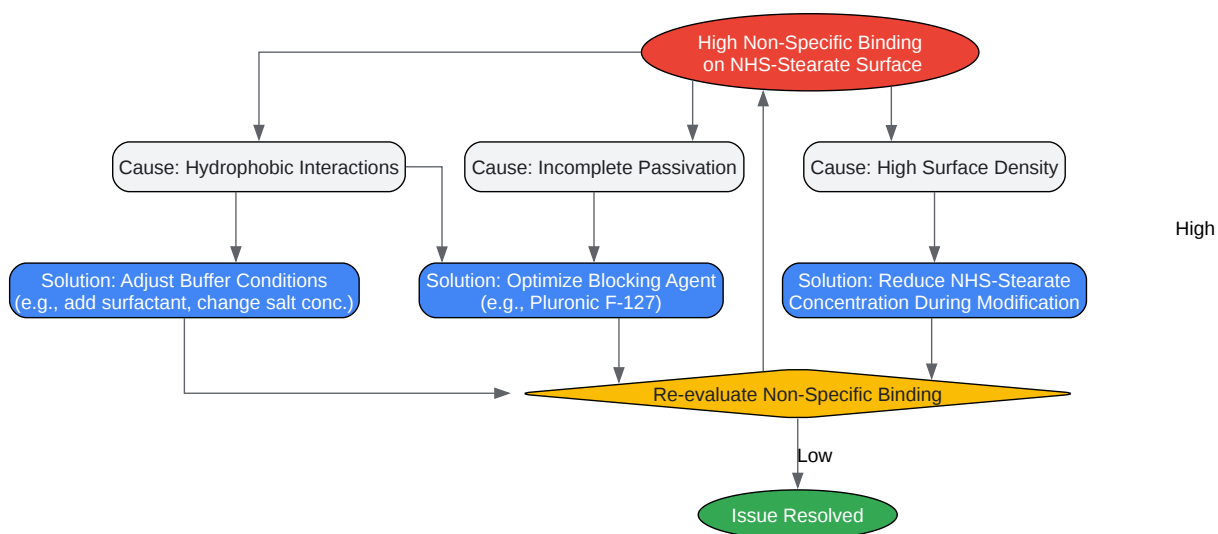 High Non-Specific Binding
on NHS-Stearate Surface
Cause: Hydrophobic Interactions
Cause: Incomplete Passivation
Cause: High Surface Density
High
Solution: Adjust Buffer Conditions
(e.g., add surfactant, change salt conc.)
Solution: Optimize Blocking Agent
(e.g., Pluronic F-127)
Solution: Reduce NHS-Stearate
Concentration During Modification
Re-evaluate Non-Specific Binding
Low
Issue Resolved